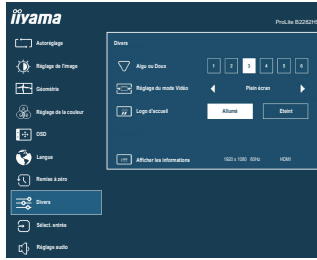 iiyama
ProLite B2282H
Autoréglage
Réglage de l'image
Géométrie
Réglage de la couleur
OSD
Langue
Remise à zéro
Divers
Sélect. entrée
Réglage audio
Divers
Aigu ou Doux
1 2 3 4 5 6
Réglage du mode Vidéo
Plein écran
Logo d'accueil
Allumé Eteint
Afficher les Informations
1920 x 1080 60Hz HDMI